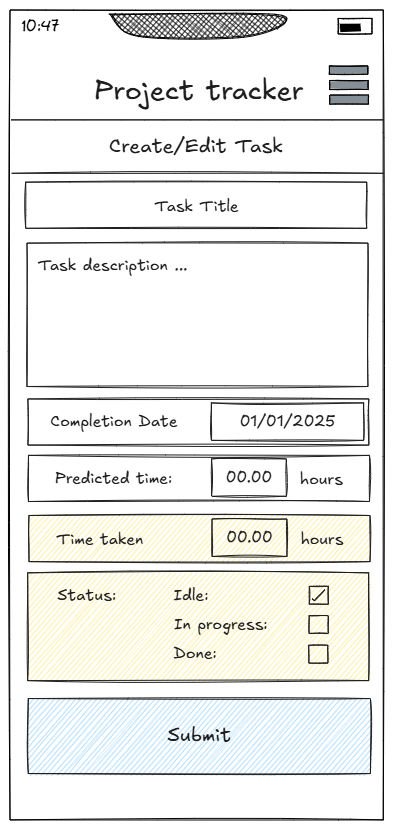 10:47
Project tracker
Create/Edit Task
Task Title
Task description ...
Completion Date 01/01/2025
Predicted time: 00.00 hours
Time taken 00.00 hours
Status: Idle:
In progress:
Done:
Submit